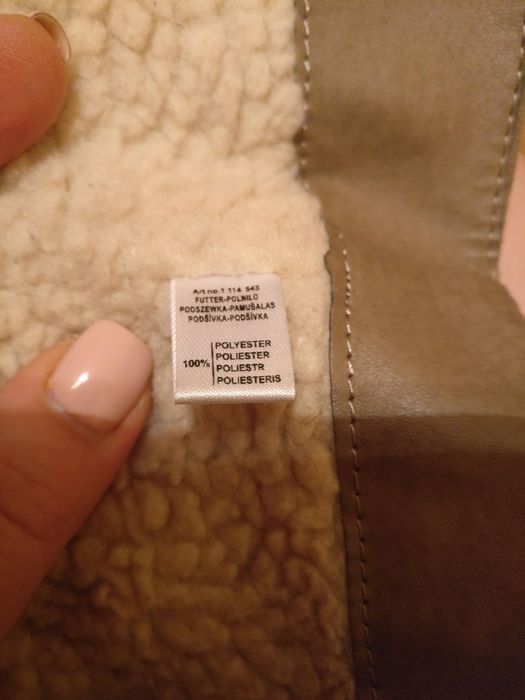 Art no.1 114 543
FUTTER-POLNILO
PODSZEWKA-PAMUŠALAS
PODŠÍVKA-PODŠÍVKA
100%
POLYESTER
POLIESTER
POLIESTR
POLIESTERIS